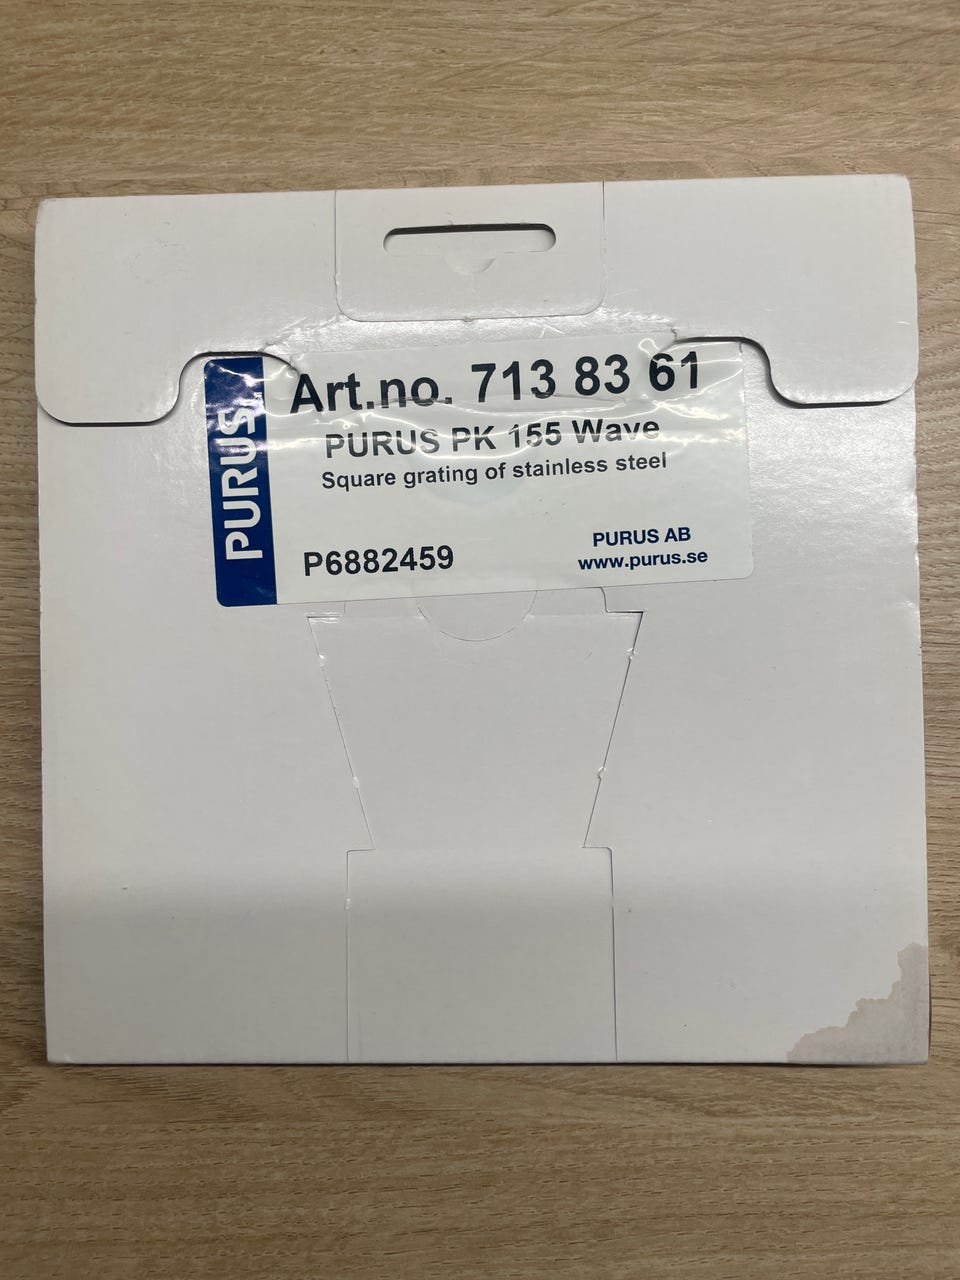 PURUS
Art.no. 713 83 61
PURUS PK 155 Wave
Square grating of stainless steel
P6882459
PURUS AB
www.purus.se